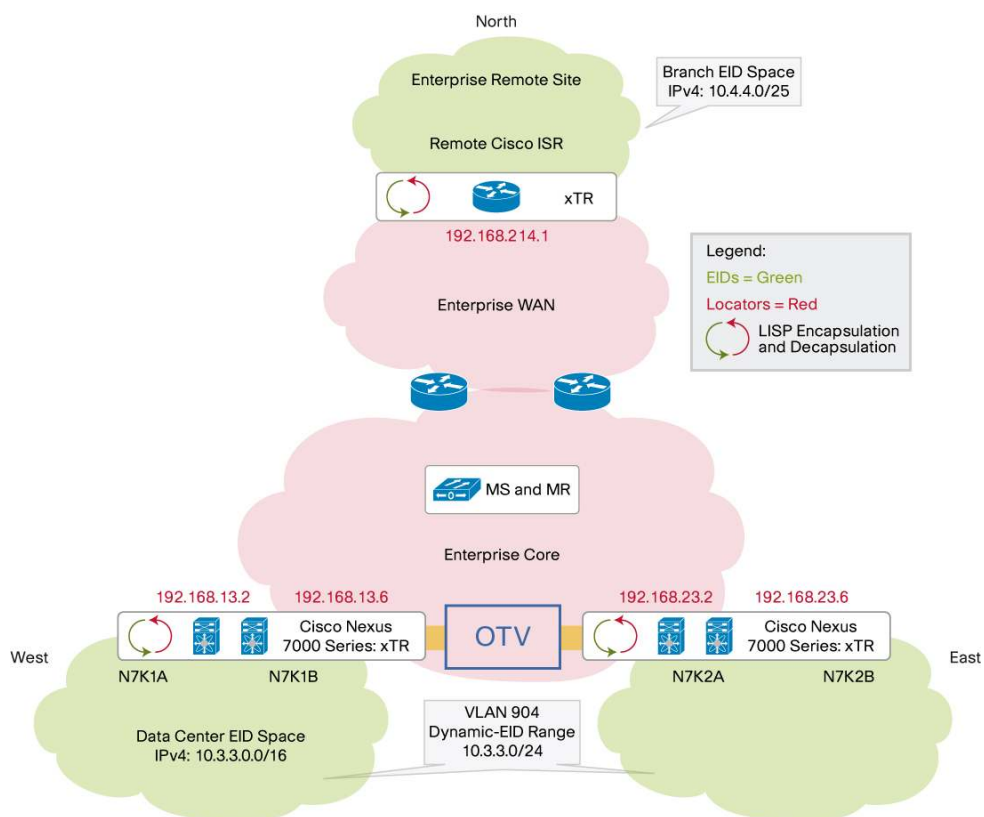 North
Enterprise Remote Site
Branch EID Space
IPv4: 10.4.4.0/25
Remote Cisco ISR
xTR
192.168.214.1
Legend:
EIDs = Green
Locators = Red
LISP Encapsulation
and Decapsulation
Enterprise WAN
MS and MR
Enterprise Core
192.168.13.2
192.168.13.6
192.168.23.2
192.168.23.6
Cisco Nexus
7000 Series: xTR
OTV
Cisco Nexus
7000 Series: xTR
West
East
N7K1A
N7K1B
N7K2A
N7K2B
Data Center EID Space
IPv4: 10.3.3.0.0/16
VLAN 904
Dynamic-EID Range
10.3.3.0/24